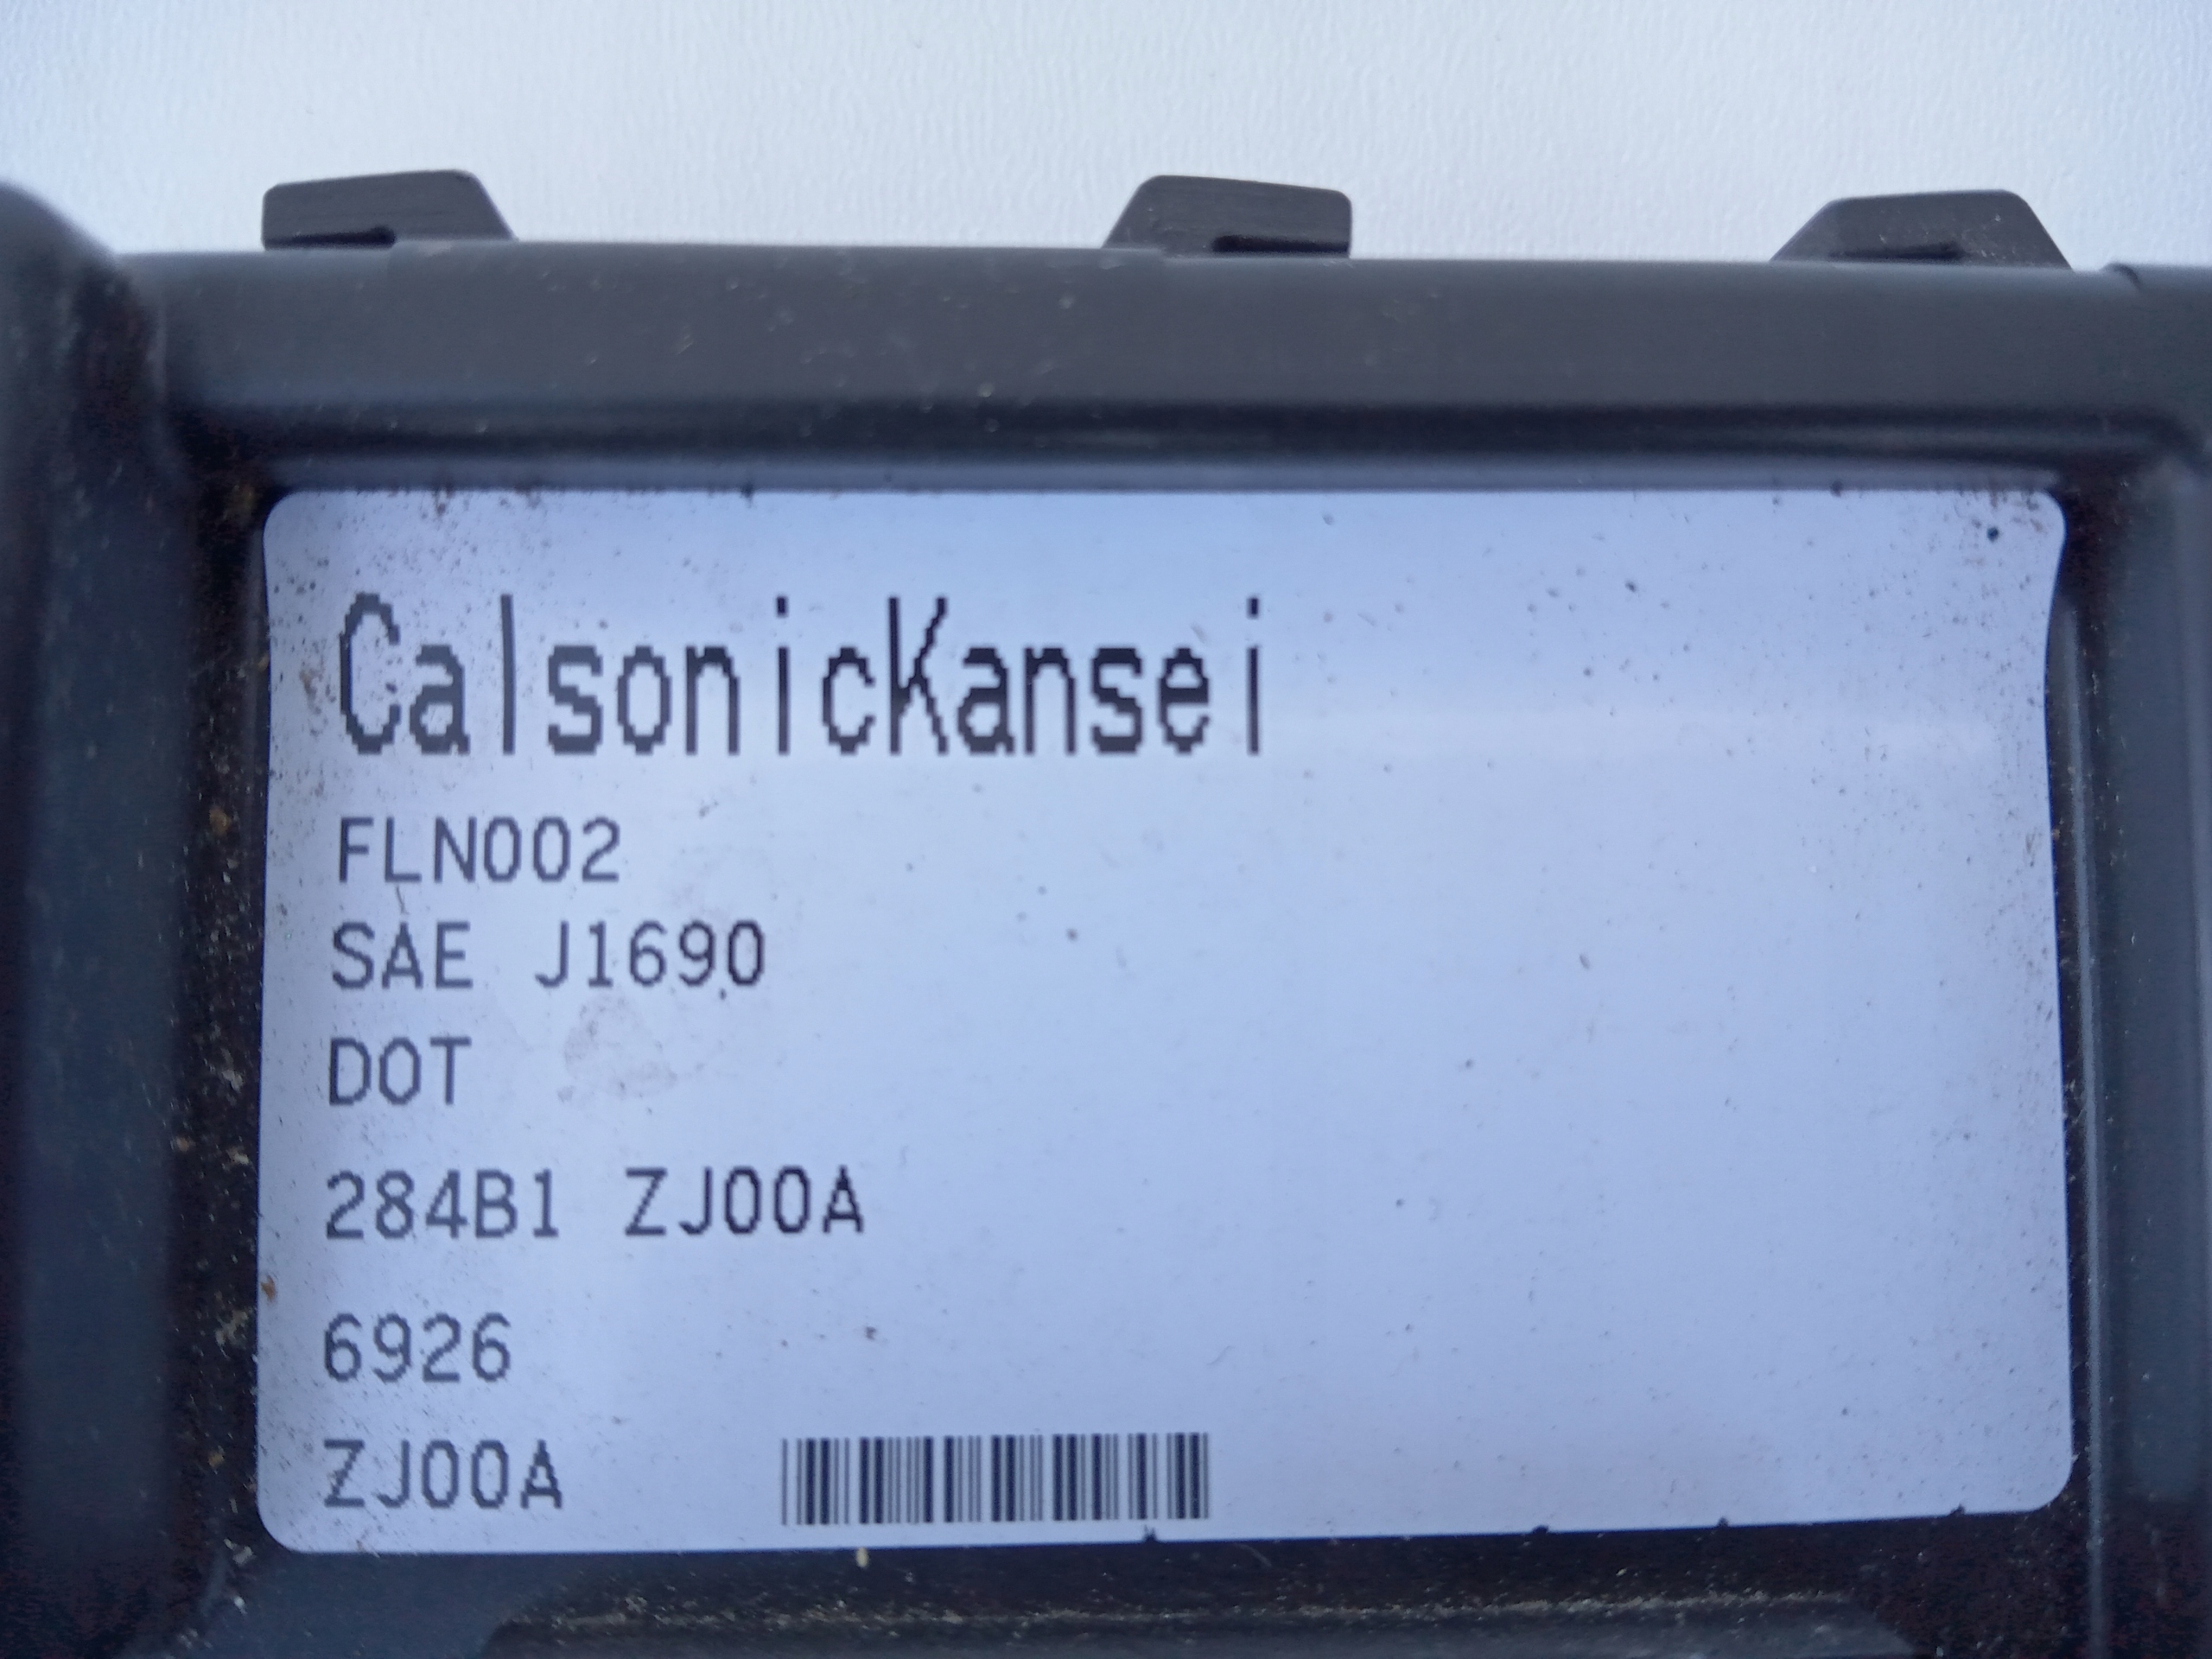 CalsonicKansei
FLN002
SAE J1690
DOT
284B1 ZJ00A
6926
ZJ00A